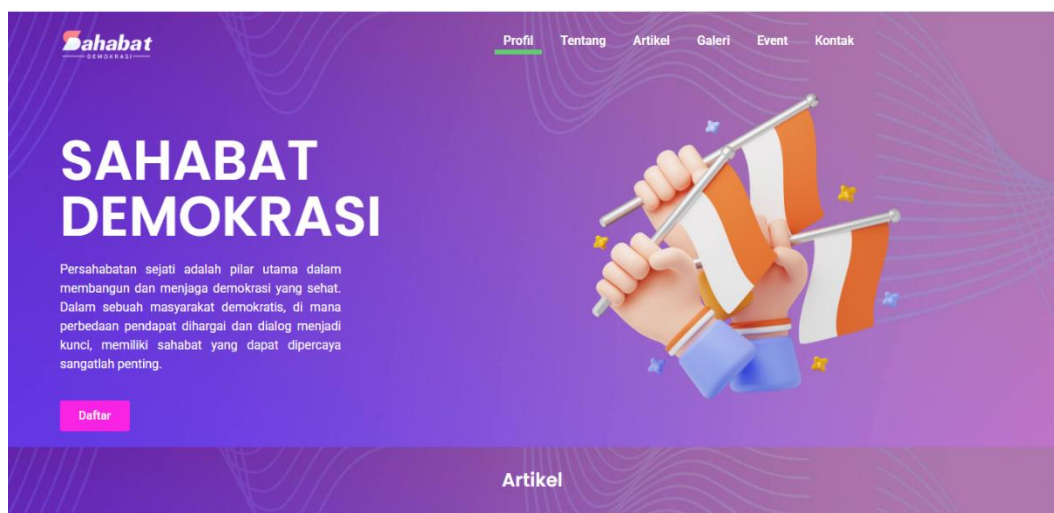 Sahabat
DEMOKRASI
Profil Tentang Artikel Galeri Event Kontak
SAHABAT
DEMOKRASI
Persahabatan sejati adalah pilar utama dalam
membangun dan menjaga demokrasi yang sehat.
Dalam sebuah masyarakat demokratis, di mana
perbedaan pendapat dihargai dan dialog menjadi
kunci, memiliki sahabat yang dapat dipercaya
sangatlah penting.
Daftar
Artikel